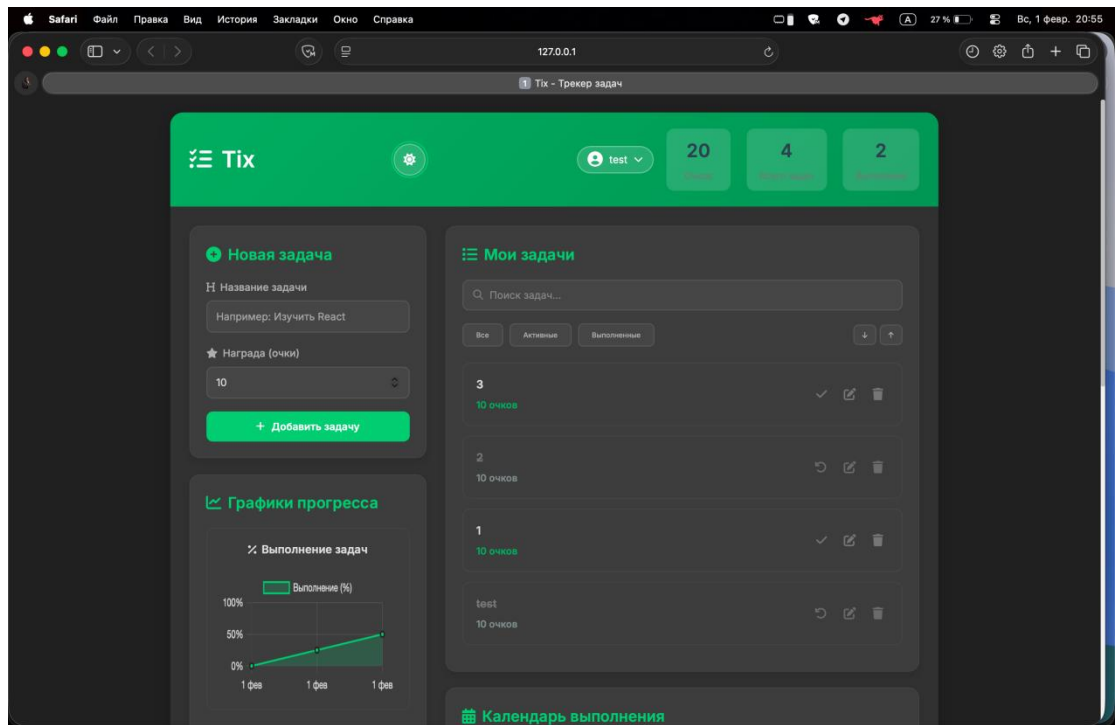 Safari Файл Правка Вид История Закладки Окно Справка
A 27 % Вс, 1 февр. 20:55
127.0.0.1
1 Tix - Трекер задач
Tix
test
20
4
2
Новая задача
Название задачи
Например: Изучить React
Награда (очки)
10
+ Добавить задачу
Графики прогресса
Выполнение задач
Выполнение (%)
100%
50%
0%
1 фев 1 фев 1 фев
Мои задачи
Поиск задач...
Все Активные Выполненные
3
10 очков
2
10 очков
1
10 очков
test
10 очков
Календарь выполнения